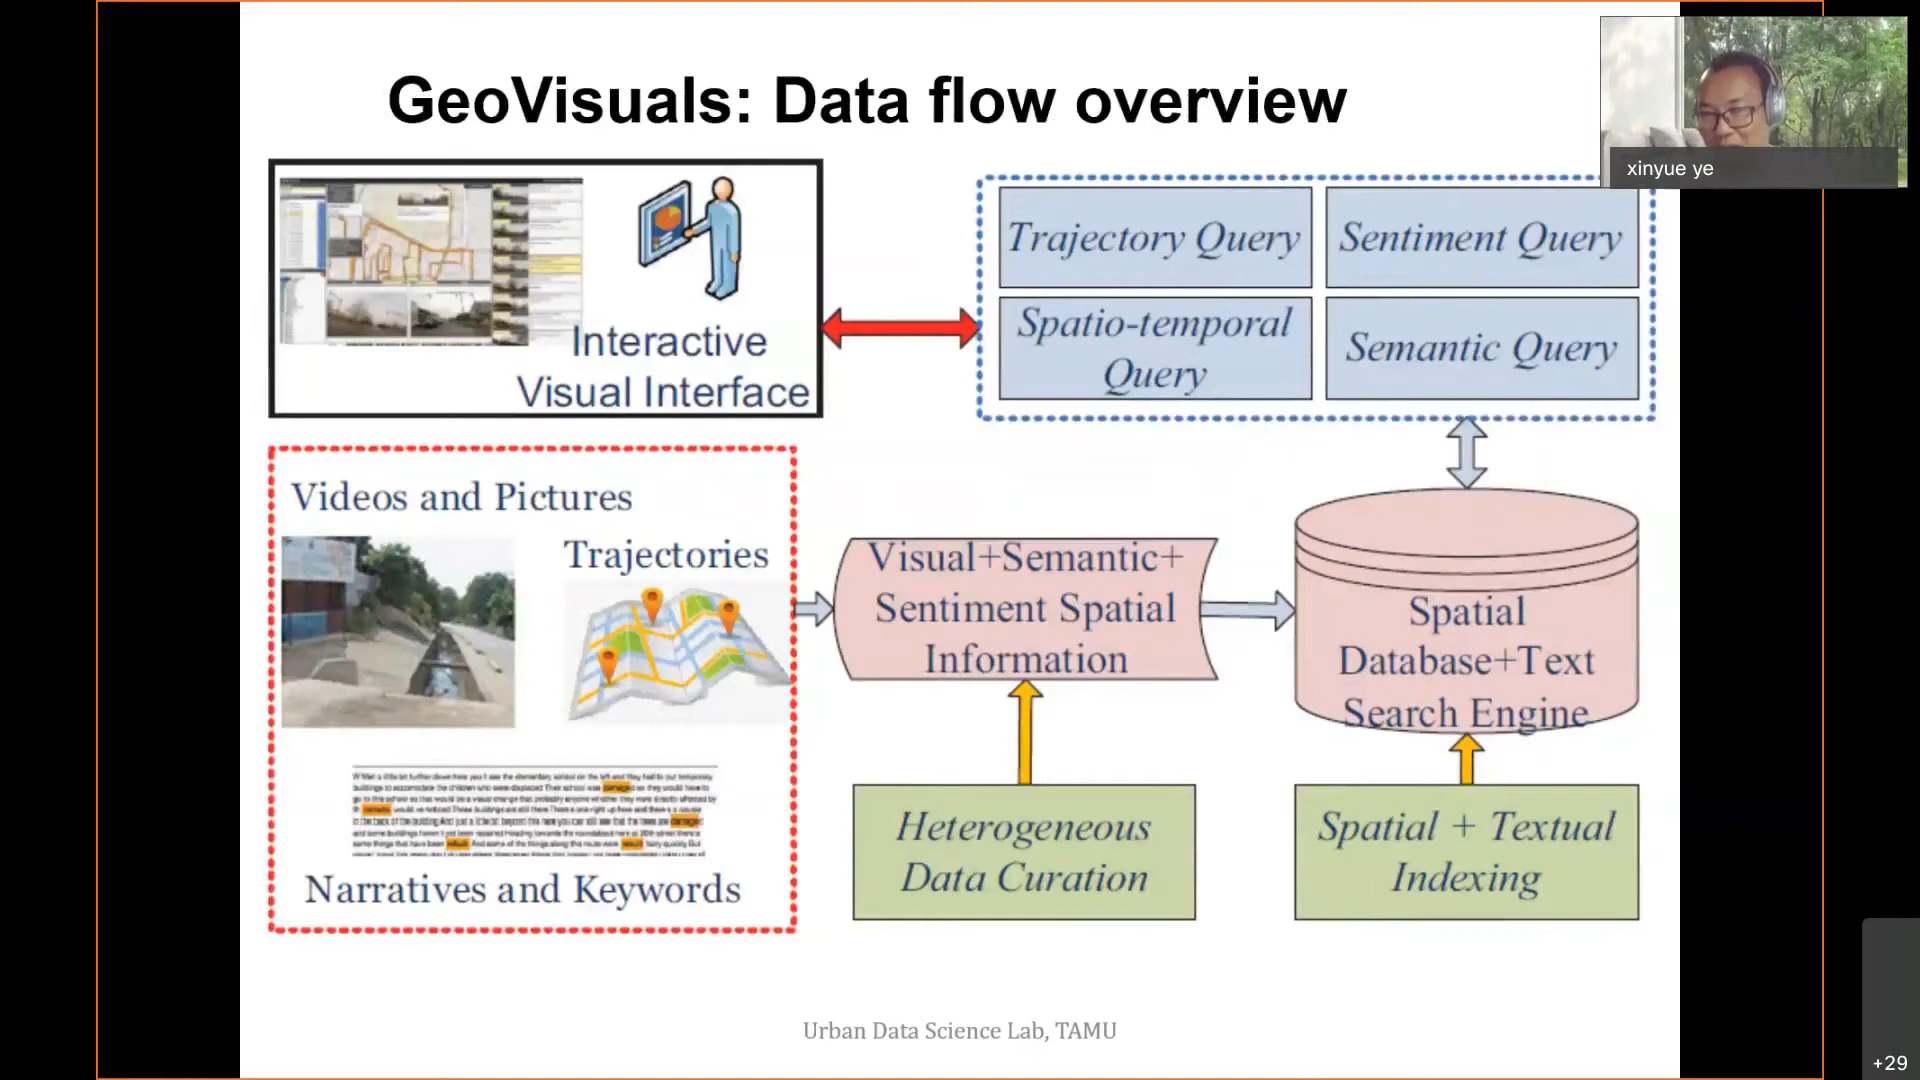 GeoVisuals: Data flow overview
xinyue ye
Interactive
Visual Interface
Trajectory Query
Sentiment Query
Spatio-temporal
Query
Semantic Query
Videos and Pictures
Trajectories
Narratives and Keywords
Visual+Semantic+
Sentiment Spatial
Information
Spatial
Database+Text
Search Engine
Heterogeneous
Data Curation
Spatial + Textual
Indexing
Urban Data Science Lab, TAMU
+29